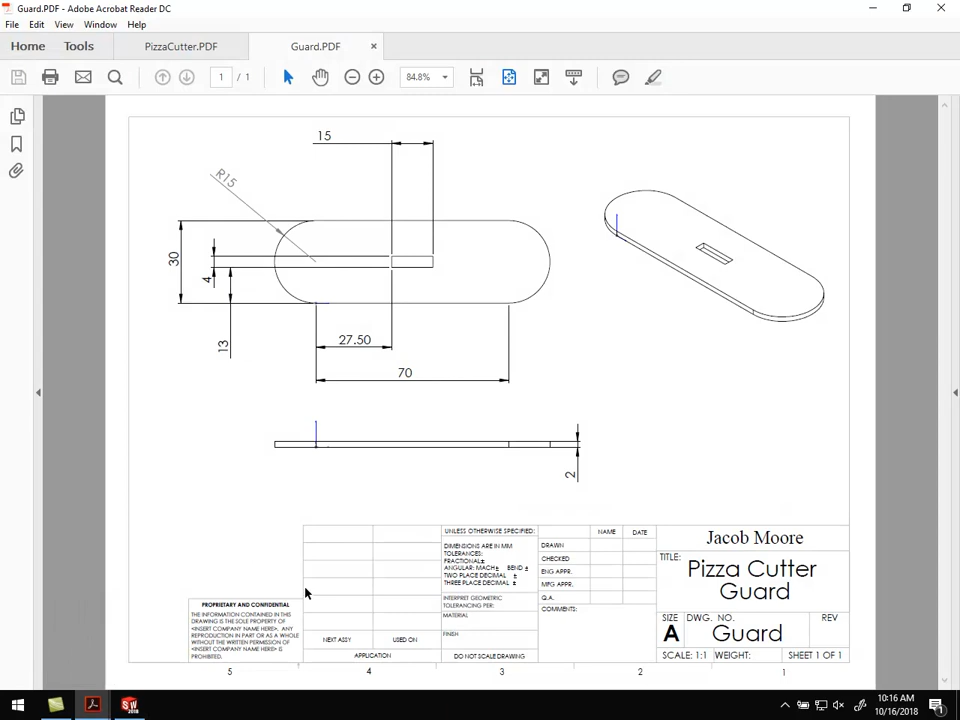 Guard.PDF - Adobe Acrobat Reader DC
File Edit View Window Help
Home Tools PizzaCutter.PDF Guard.PDF ×
1 / 1 84.8%
15
R15
30
4
13
27.50
70
2
UNLESS OTHERWISE SPECIFIED:
DIMENSIONS ARE IN MM
TOLERANCES:
FRACTIONAL±
ANGULAR: MACH± BEND ±
TWO PLACE DECIMAL ±
THREE PLACE DECIMAL ±
INTERPRET GEOMETRIC
TOLERANCING PER:
MATERIAL
FINISH
DO NOT SCALE DRAWING
NAME DATE
DRAWN
CHECKED
ENG APPR.
MFG APPR.
Q.A.
COMMENTS:
Jacob Moore
TITLE:
Pizza Cutter
Guard
SIZE DWG. NO. REV
A Guard
SCALE: 1:1 WEIGHT: SHEET 1 OF 1
PROPRIETARY AND CONFIDENTIAL
THE INFORMATION CONTAINED IN THIS
DRAWING IS THE SOLE PROPERTY OF
<INSERT COMPANY NAME HERE>. ANY
REPRODUCTION IN PART OR AS A WHOLE
WITHOUT THE WRITTEN PERMISSION OF
<INSERT COMPANY NAME HERE> IS
PROHIBITED.
NEXT ASSY USED ON
APPLICATION
5 4 3 2 1
SW
2018
10:16 AM
10/16/2018
1